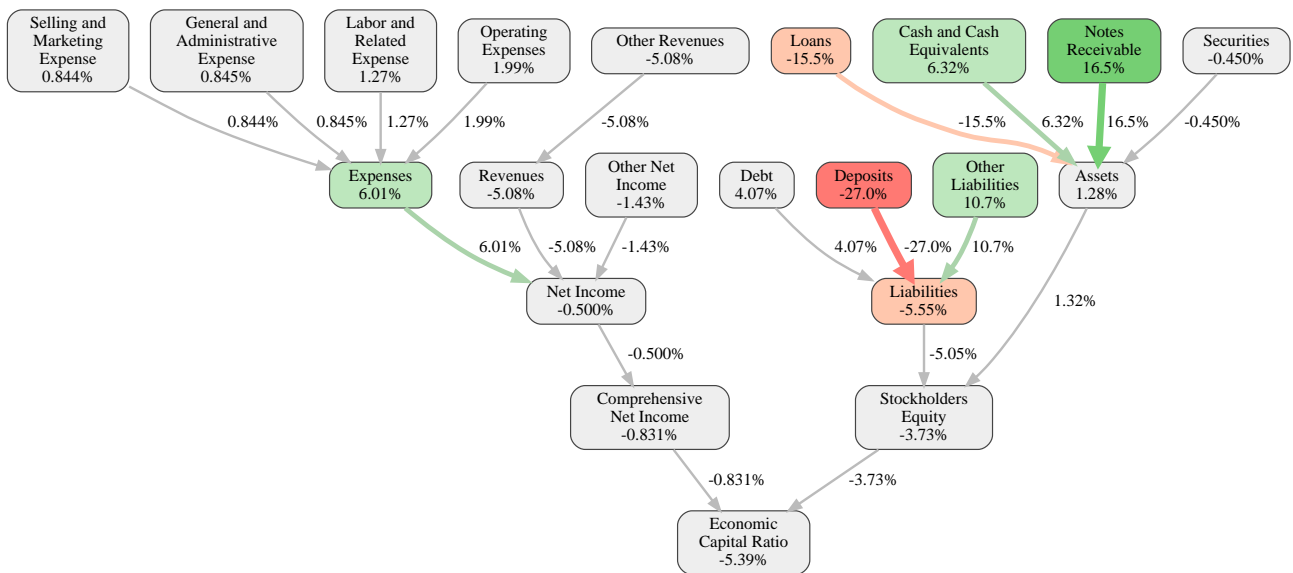 Selling and
Marketing
Expense
0.844%
General and
Administrative
Expense
0.845%
Labor and
Related
Expense
1.27%
Operating
Expenses
1.99%
Other Revenues
-5.08%
Loans
-15.5%
Cash and Cash
Equivalents
6.32%
Notes
Receivable
16.5%
Securities
-0.450%
0.844%
0.845%
1.27%
1.99%
-5.08%
-15.5%
6.32%
16.5%
-0.450%
Expenses
6.01%
Revenues
-5.08%
Other Net
Income
-1.43%
Debt
4.07%
Deposits
-27.0%
Other
Liabilities
10.7%
Assets
1.28%
6.01%
-5.08%
-1.43%
4.07%
-27.0%
10.7%
1.32%
Net Income
-0.500%
Liabilities
-5.55%
-0.500%
-5.05%
Comprehensive
Net Income
-0.831%
Stockholders
Equity
-3.73%
-0.831%
-3.73%
Economic
Capital Ratio
-5.39%